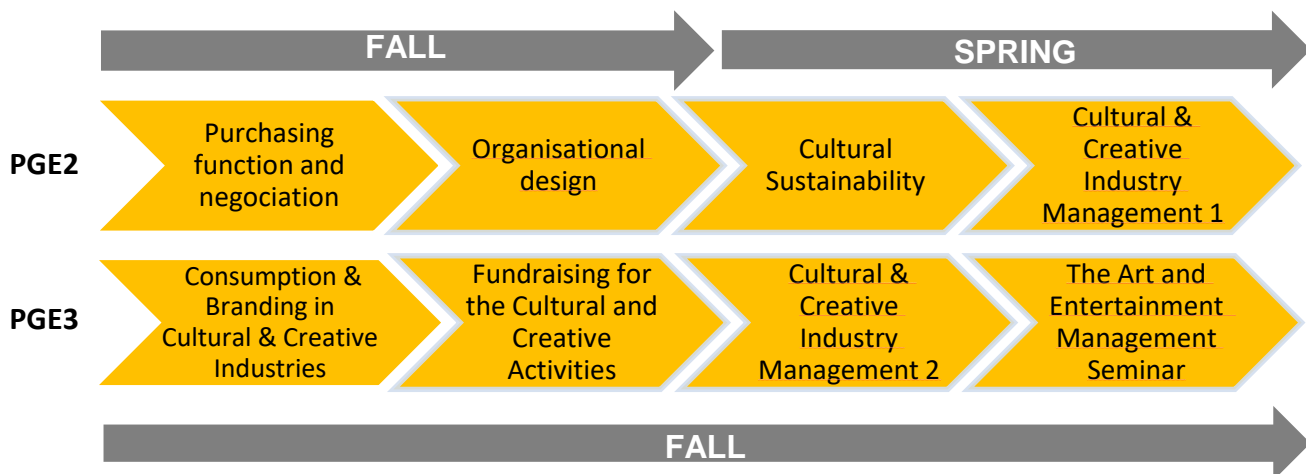 FALL
SPRING
PGE2
Purchasing
function and
negociation
Organisational
design
Cultural
Sustainability
Cultural &
Creative
Industry
Management 1
PGE3
Consumption &
Branding in
Cultural & Creative
Industries
Fundraising for
the Cultural and
Creative
Activities
Cultural &
Creative
Industry
Management 2
The Art and
Entertainment
Management
Seminar
FALL